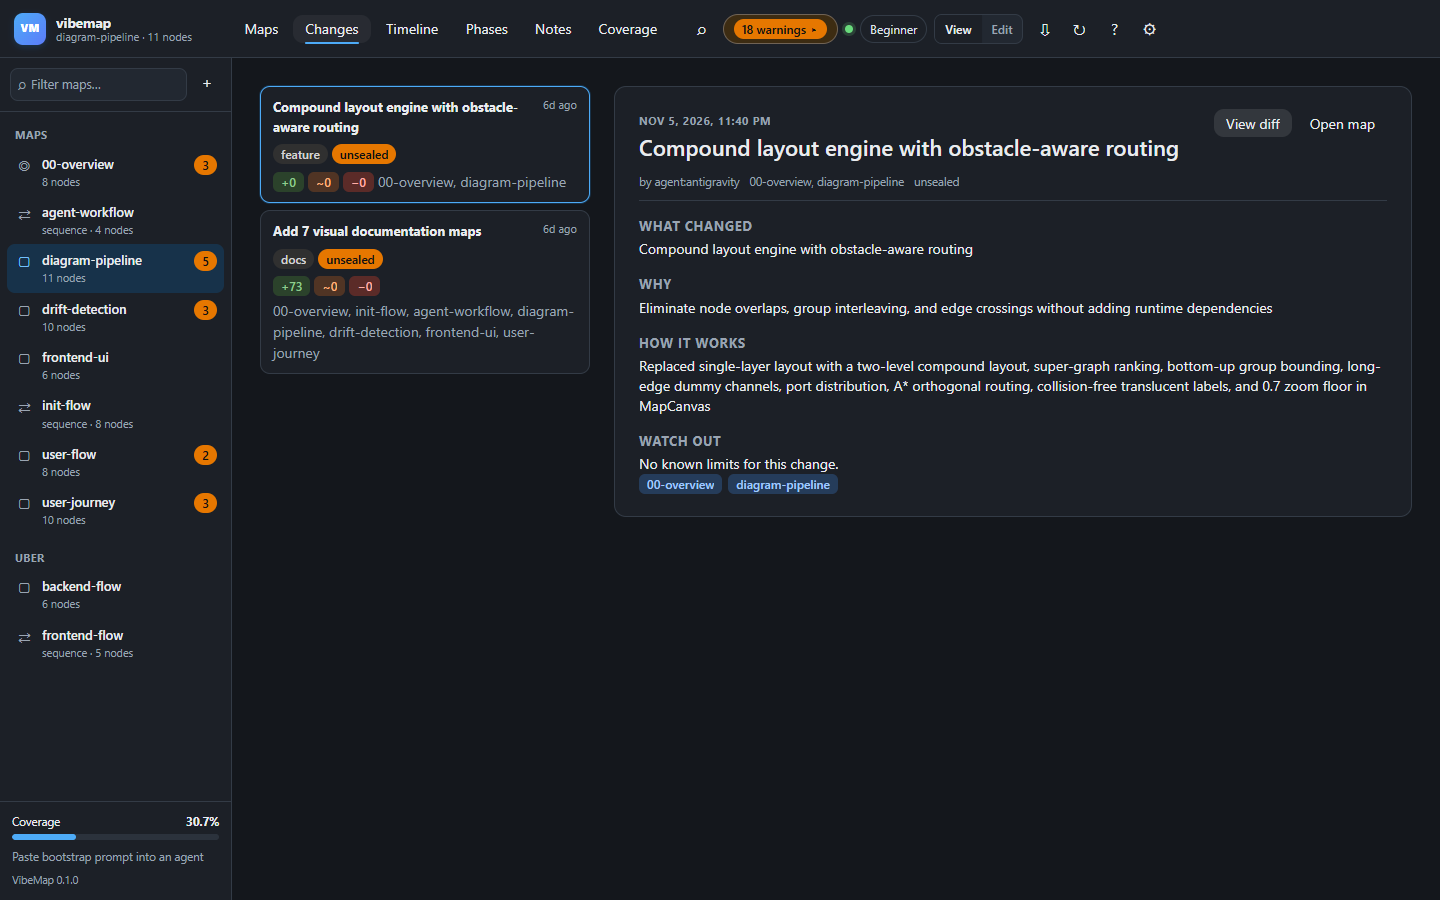 VM
vibemap
diagram-pipeline · 11 nodes
Maps
Changes
Timeline
Phases
Notes
Coverage
18 warnings
Beginner
View
Edit
?
Filter maps...
+
MAPS
00-overview
3
8 nodes
agent-workflow
sequence · 4 nodes
diagram-pipeline
5
11 nodes
drift-detection
3
10 nodes
frontend-ui
6 nodes
init-flow
sequence · 8 nodes
user-flow
2
8 nodes
user-journey
3
10 nodes
UBER
backend-flow
6 nodes
frontend-flow
sequence · 5 nodes
Coverage
30.7%
Paste bootstrap prompt into an agent
VibeMap 0.1.0
Compound layout engine with obstacle-
aware routing
6d ago
feature
unsealed
+0
~0
−0
00-overview, diagram-pipeline
Add 7 visual documentation maps
6d ago
docs
unsealed
+73
~0
−0
00-overview, init-flow, agent-workflow, diagram-
pipeline, drift-detection, frontend-ui, user-
journey
NOV 5, 2026, 11:40 PM
View diff
Open map
Compound layout engine with obstacle-aware routing
by agent:antigravity
00-overview, diagram-pipeline
unsealed
WHAT CHANGED
Compound layout engine with obstacle-aware routing
WHY
Eliminate node overlaps, group interleaving, and edge crossings without adding runtime dependencies
HOW IT WORKS
Replaced single-layer layout with a two-level compound layout, super-graph ranking, bottom-up group bounding, long-
edge dummy channels, port distribution, A* orthogonal routing, collision-free translucent labels, and 0.7 zoom floor in
MapCanvas
WATCH OUT
No known limits for this change.
00-overview
diagram-pipeline